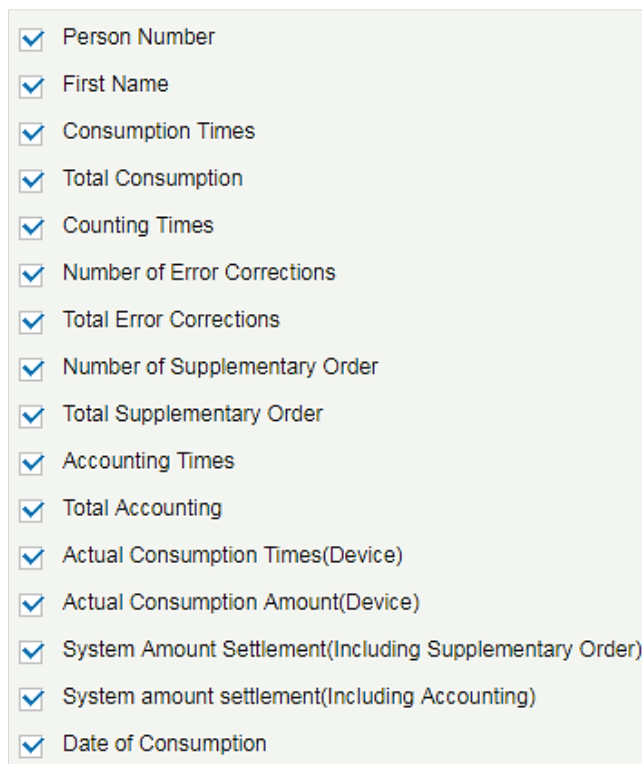 Person Number
First Name
Consumption Times
Total Consumption
Counting Times
Number of Error Corrections
Total Error Corrections
Number of Supplementary Order
Total Supplementary Order
Accounting Times
Total Accounting
Actual Consumption Times(Device)
Actual Consumption Amount(Device)
System Amount Settlement(Including Supplementary Order)
System amount settlement(Including Accounting)
Date of Consumption